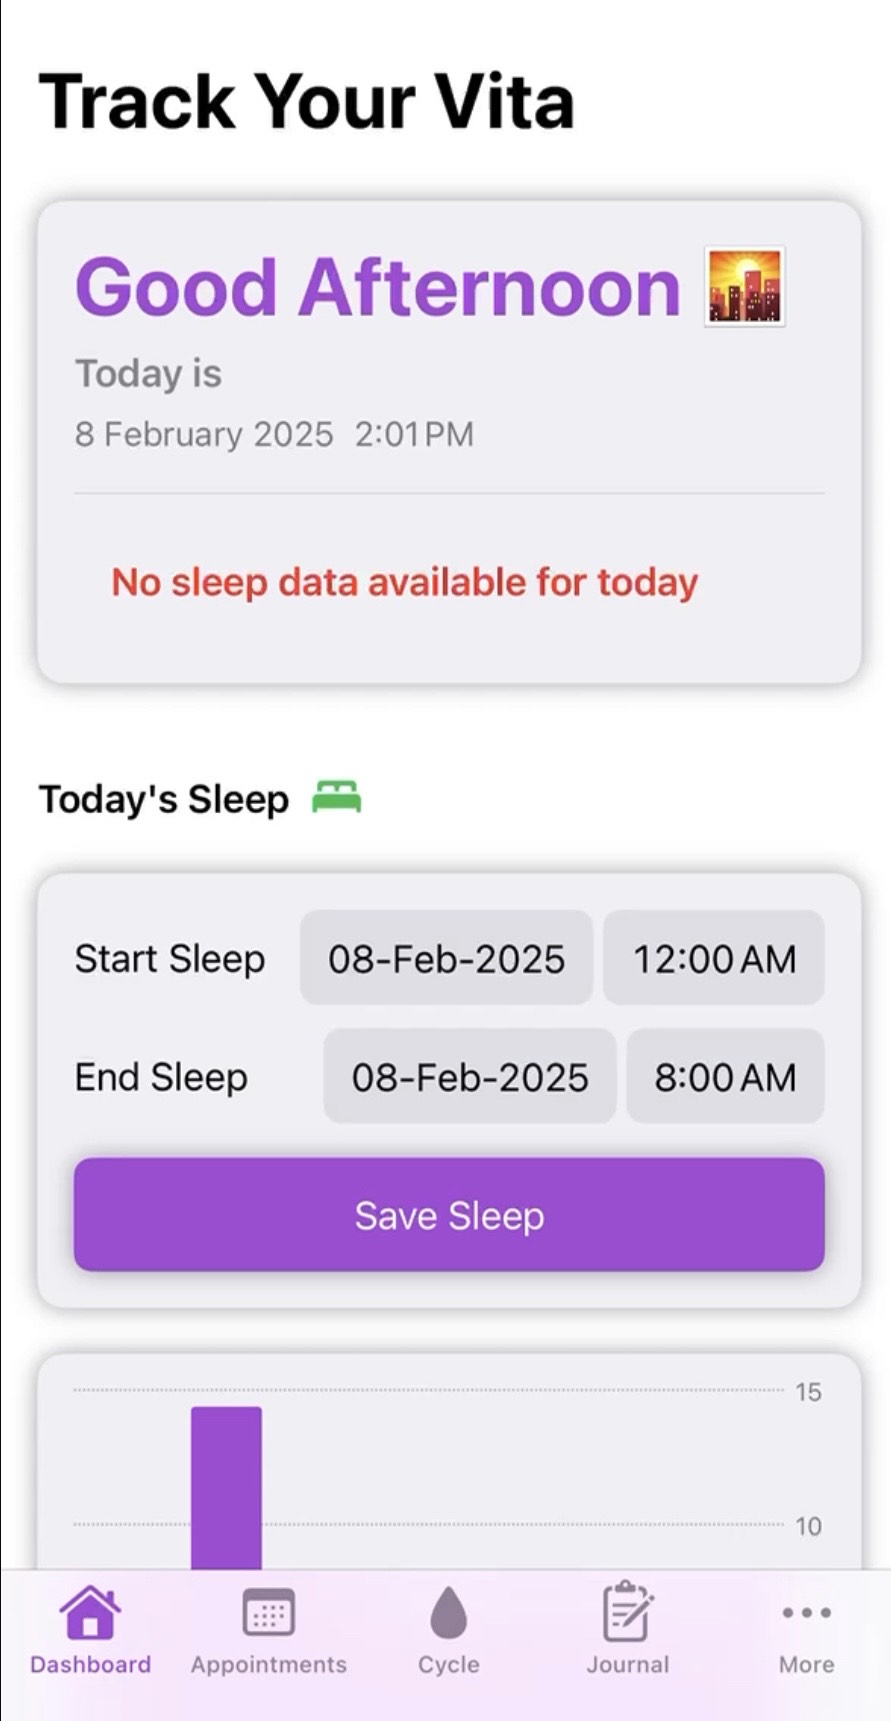 Track Your Vita
Good Afternoon
Today is
8 February 2025 2:01 PM
No sleep data available for today
Today's Sleep
Start Sleep 08-Feb-2025 12:00 AM
End Sleep 08-Feb-2025 8:00 AM
Save Sleep
15
10
Dashboard Appointments Cycle Journal More